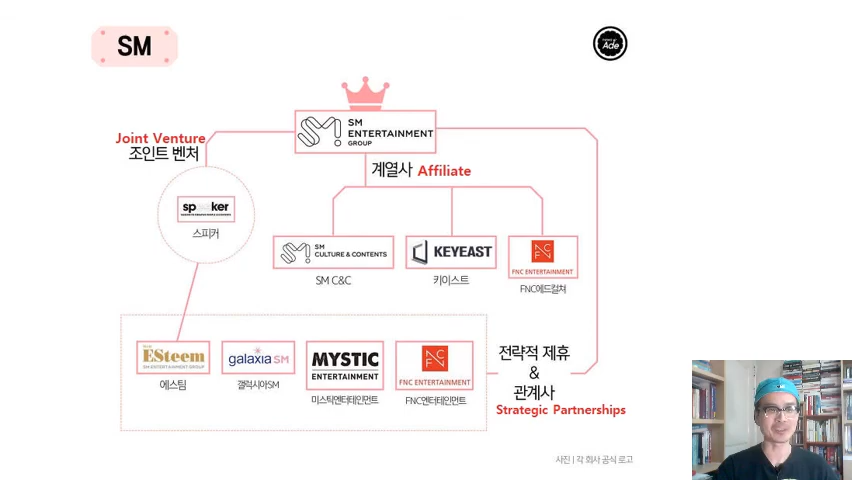 SM
Ade
SM
ENTERTAINMENT
GROUP
Joint Venture
조인트 벤처
계열사 Affiliate
스피커
SM
CULTURE & CONTENTS
SM C&C
KEYEAST
키이스트
FNC ENTERTAINMENT
FNC에드컬쳐
ESteem
SM ENTERTAINMENT GROUP
에스팀
galaxia SM
갤럭시아SM
MYSTIC
ENTERTAINMENT
미스틱엔터테인먼트
FNC ENTERTAINMENT
FNC엔터테인먼트
전략적 제휴
&
관계사
Strategic Partnerships
사진 | 각 회사 공식 로고